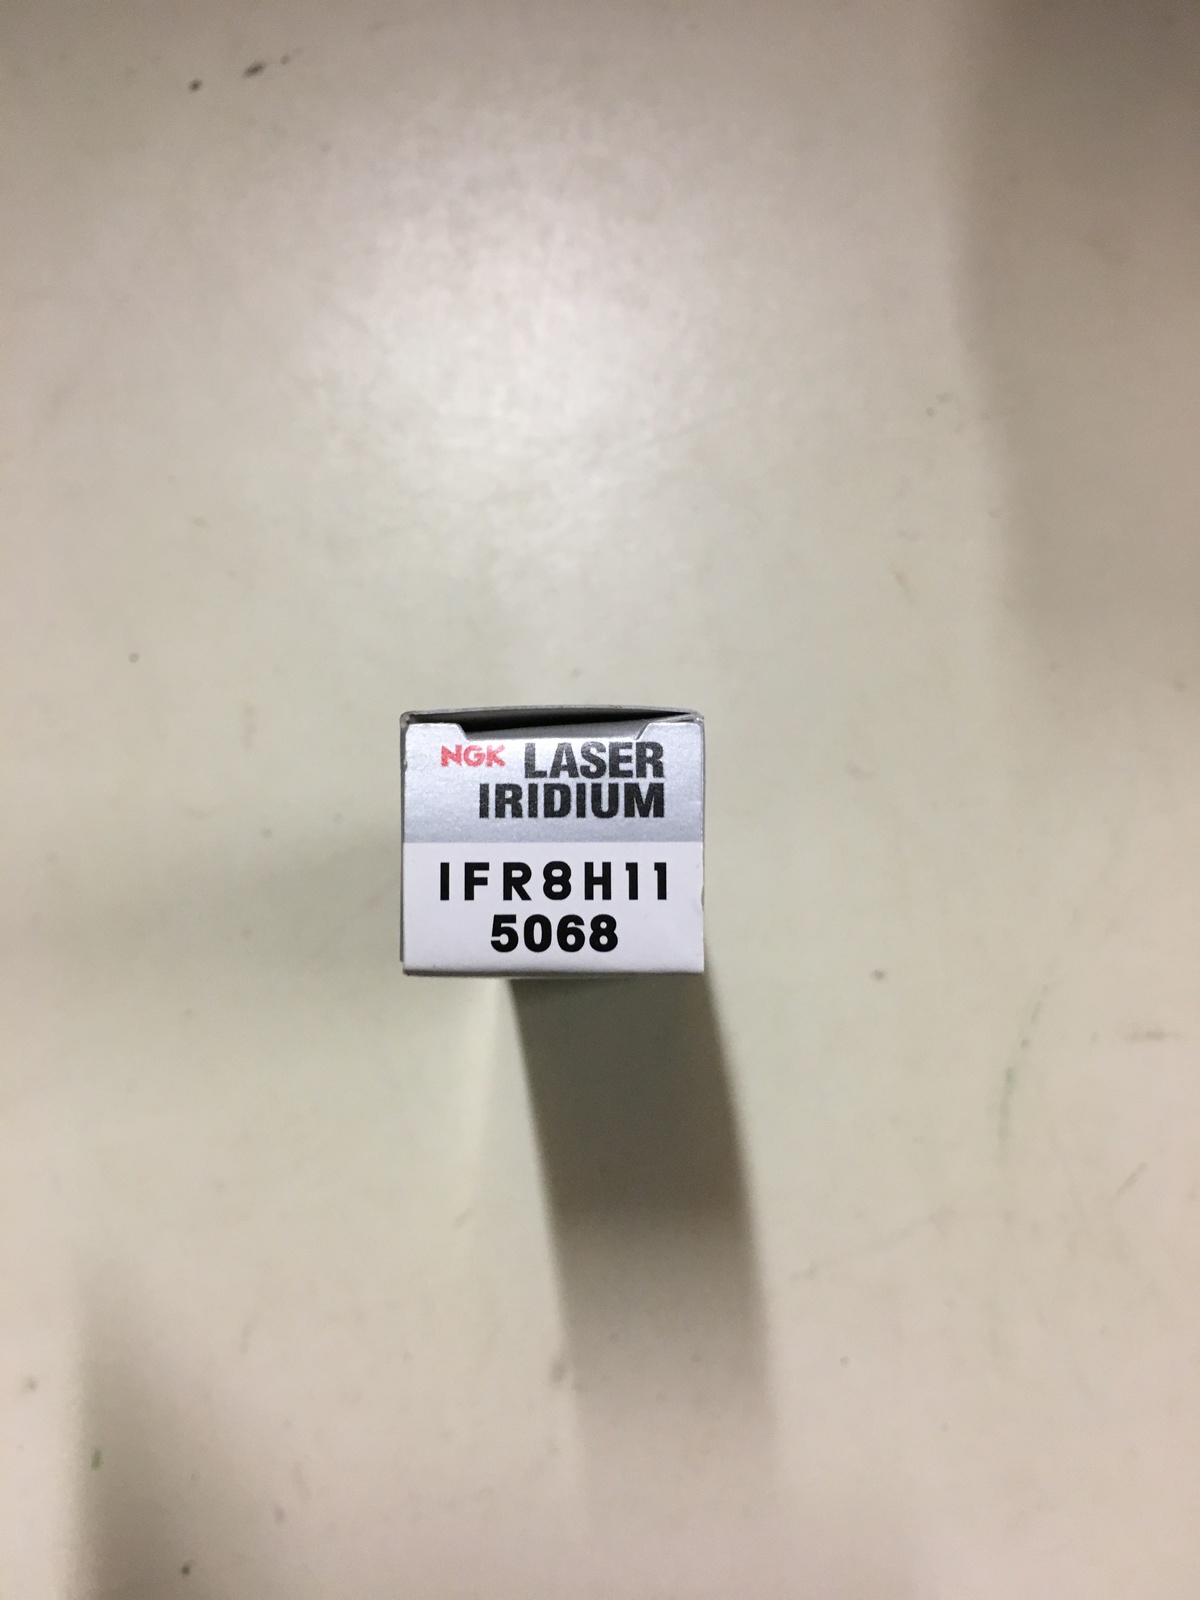 NGK LASER
IRIDIUM
IFR8H11
5068